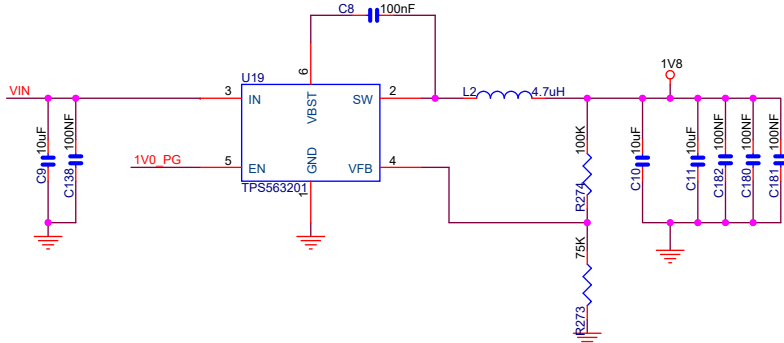 C8
100nF
U19
6
1V8
VIN
3
IN
VBST
SW
2
L2
4.7uH
10uF
100NF
C9
C138
1V0_PG
5
EN
GND
VFB
4
TPS563201
1
100K
R274
75K
R273
10uF
C10
10uF
C11
100NF
C182
100NF
C180
100NF
C181